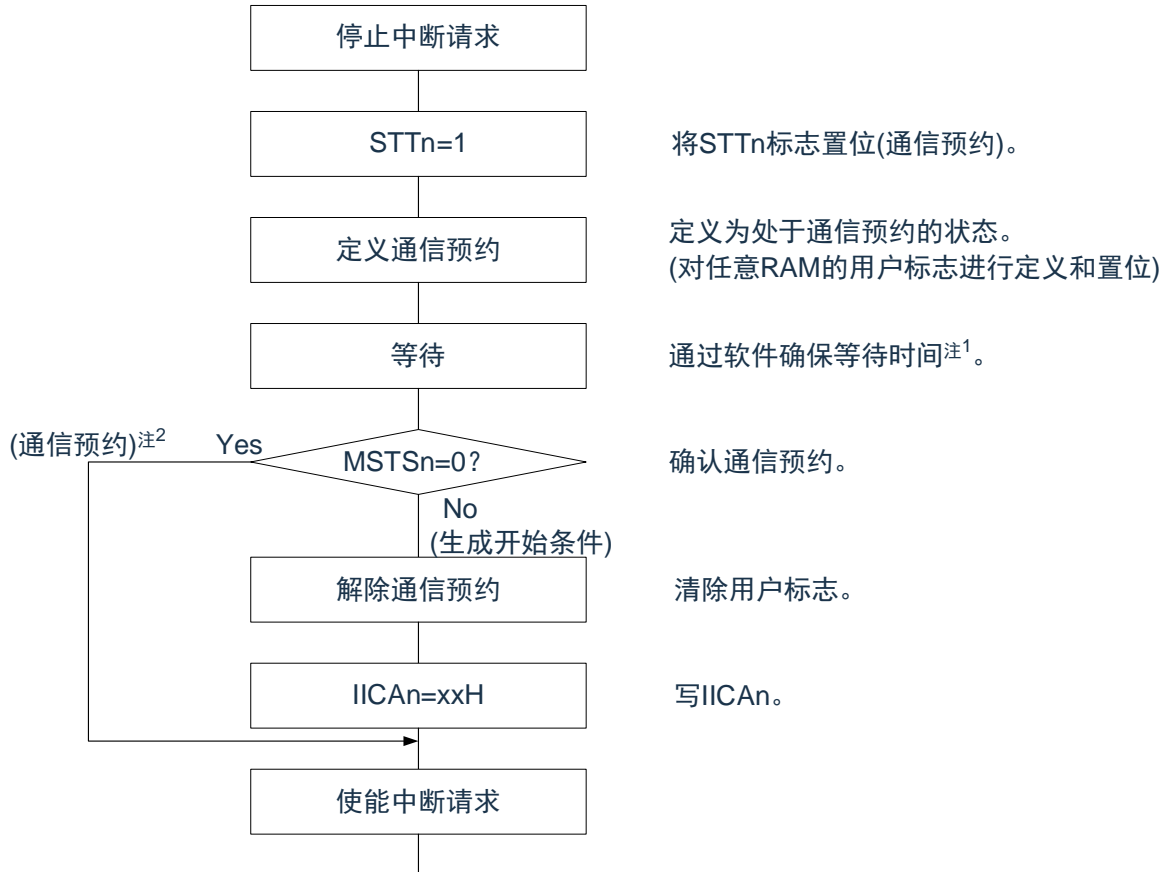 停止中断请求
STTn=1
将STTn标志置位(通信预约)。
定义通信预约
定义为处于通信预约的状态。
(对任意RAM的用户标志进行定义和置位)
等待
通过软件确保等待时间注1。
(通信预约)注2
Yes
MSTSn=0?
确认通信预约。
No
(生成开始条件)
解除通信预约
清除用户标志。
IICAn=xxH
写IICAn。
使能中断请求